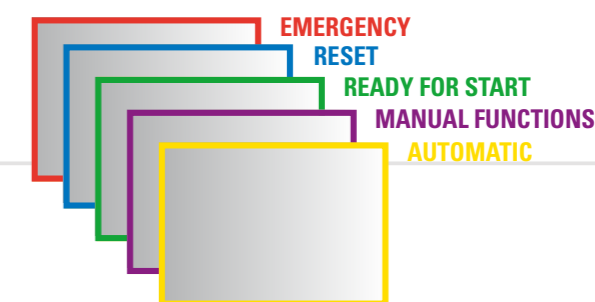 EMERGENCY
RESET
READY FOR START
MANUAL FUNCTIONS
AUTOMATIC